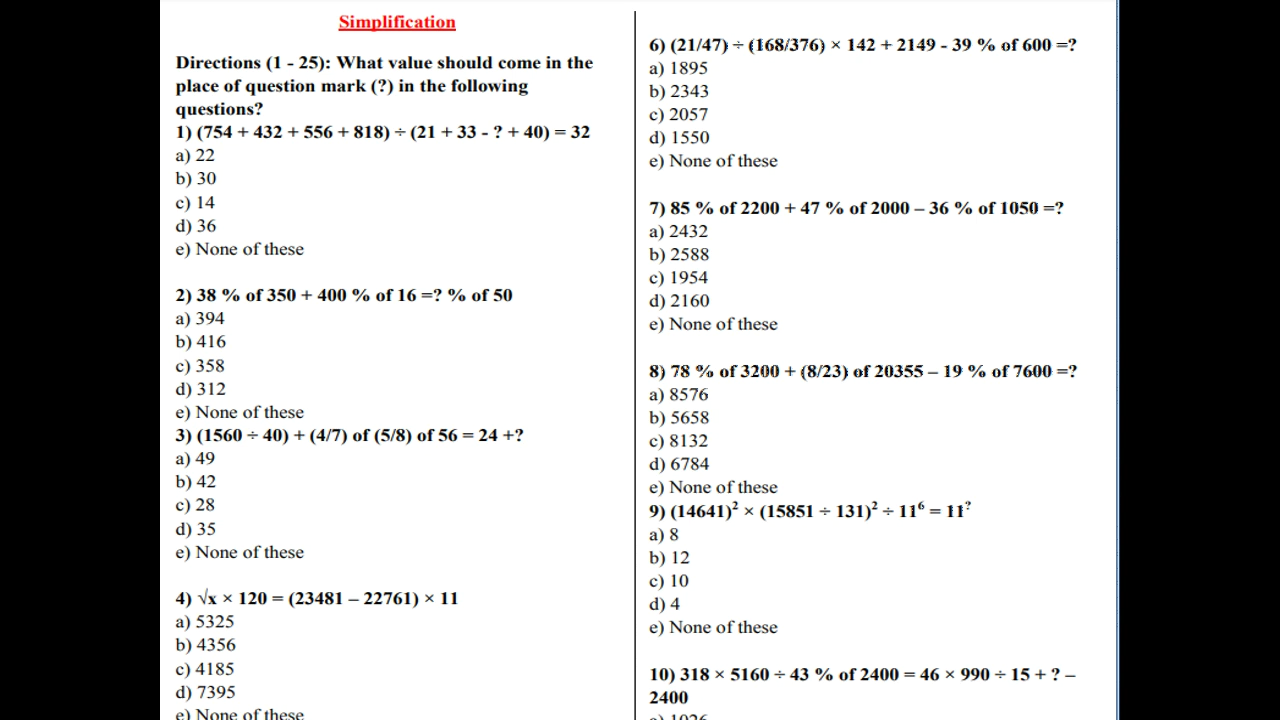 Simplification
Directions (1 - 25): What value should come in the
place of question mark (?) in the following
questions?
1) (754 + 432 + 556 + 818) ÷ (21 + 33 - ? + 40) = 32
a) 22
b) 30
c) 14
d) 36
e) None of these
2) 38 % of 350 + 400 % of 16 =? % of 50
a) 394
b) 416
c) 358
d) 312
e) None of these
3) (1560 ÷ 40) + (4/7) of (5/8) of 56 = 24 +?
a) 49
b) 42
c) 28
d) 35
e) None of these
4) √x × 120 = (23481 – 22761) × 11
a) 5325
b) 4356
c) 4185
d) 7395
e) None of these
6) (21/47) ÷ (168/376) × 142 + 2149 - 39 % of 600 =?
a) 1895
b) 2343
c) 2057
d) 1550
e) None of these
7) 85 % of 2200 + 47 % of 2000 – 36 % of 1050 =?
a) 2432
b) 2588
c) 1954
d) 2160
e) None of these
8) 78 % of 3200 + (8/23) of 20355 – 19 % of 7600 =?
a) 8576
b) 5658
c) 8132
d) 6784
e) None of these
9) (14641)² × (15851 ÷ 131)² ÷ 11⁶ = 11^?
a) 8
b) 12
c) 10
d) 4
e) None of these
10) 318 × 5160 ÷ 43 % of 2400 = 46 × 990 ÷ 15 + ? –
2400
a) 1026